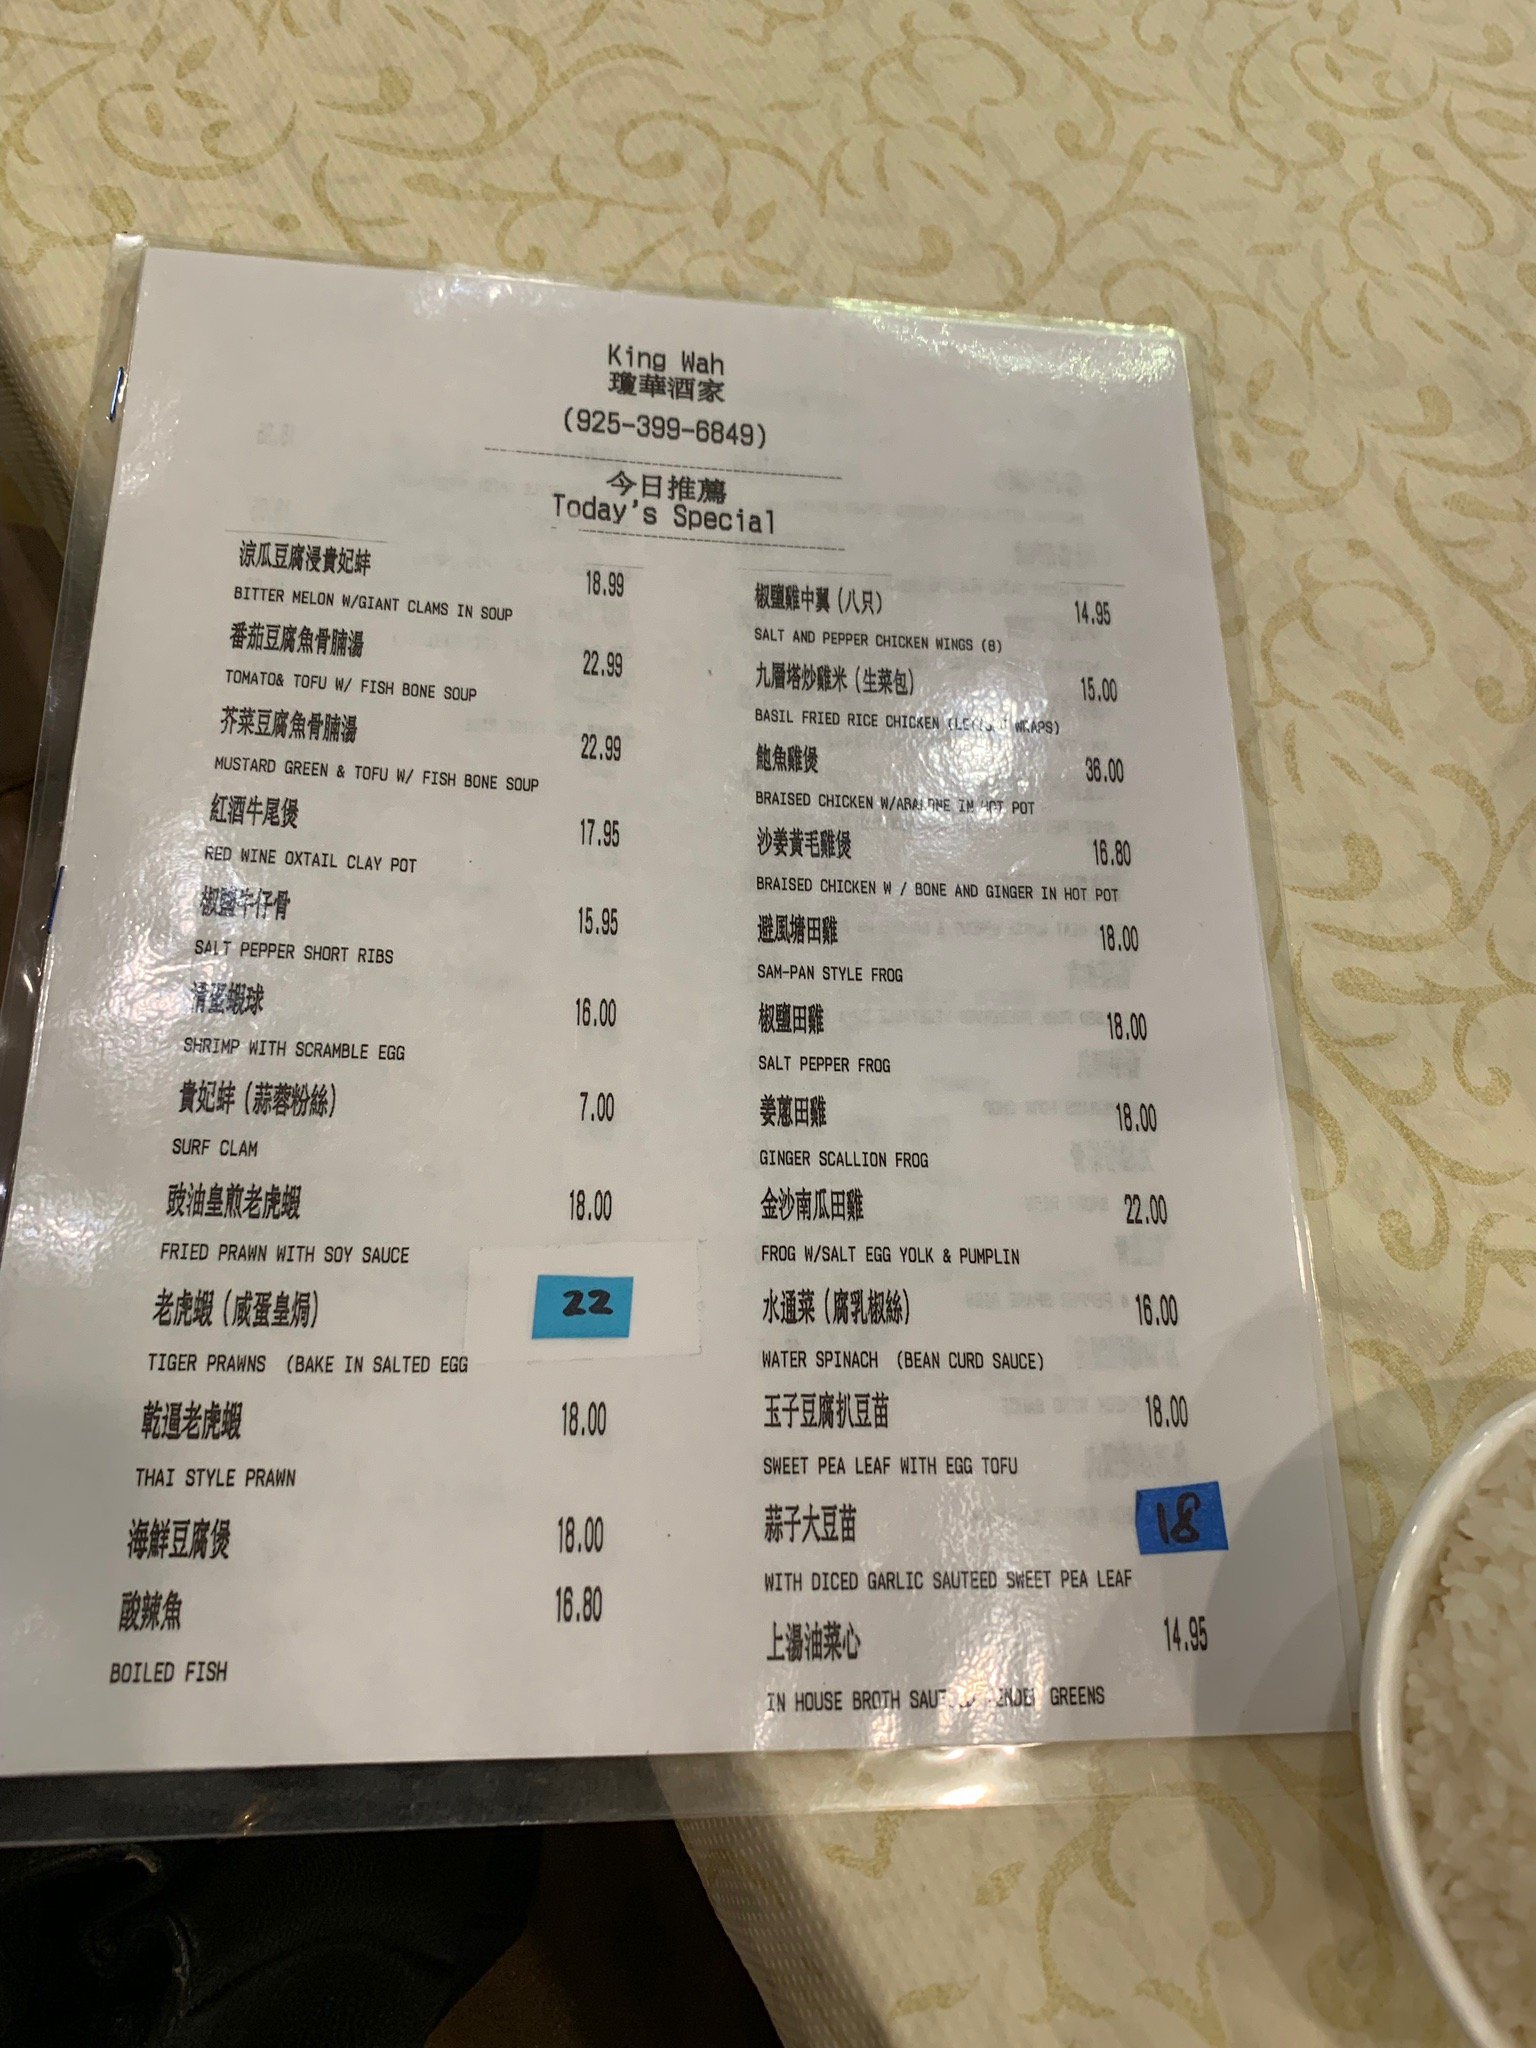 King Wah
瓊華酒家
(925-399-6849)
今日推薦
Today's Special
涼瓜豆腐浸貴妃蚌 18.99
BITTER MELON W/GIANT CLAMS IN SOUP
番茄豆腐魚骨腩湯 22.99
TOMATO& TOFU W/ FISH BONE SOUP
芥菜豆腐魚骨腩湯 22.99
MUSTARD GREEN & TOFU W/ FISH BONE SOUP
紅酒牛尾煲 17.95
RED WINE OXTAIL CLAY POT
椒鹽牛仔骨 15.95
SALT PEPPER SHORT RIBS
滑蛋蝦球 16.00
SHRIMP WITH SCRAMBLE EGG
貴妃蚌(蒜蓉粉絲) 7.00
SURF CLAM
豉油皇煎老虎蝦 18.00
FRIED PRAWN WITH SOY SAUCE
老虎蝦(咸蛋皇焗) 22
TIGER PRAWNS (BAKE IN SALTED EGG
乾逼老虎蝦 18.00
THAI STYLE PRAWN
海鮮豆腐煲 18.00
酸辣魚 16.80
BOILED FISH
椒鹽雞中翼(八只) 14.95
SALT AND PEPPER CHICKEN WINGS (8)
九層塔炒雞米(生菜包) 15.00
BASIL FRIED RICE CHICKEN WRAPS)
鮑魚雞煲 36.00
BRAISED CHICKEN W/ABALONE IN HOT POT
沙姜黃毛雞煲 16.80
BRAISED CHICKEN W / BONE AND GINGER IN HOT POT
避風塘田雞 18.00
SAM-PAN STYLE FROG
椒鹽田雞 18.00
SALT PEPPER FROG
姜蔥田雞 18.00
GINGER SCALLION FROG
金沙南瓜田雞 22.00
FROG W/SALT EGG YOLK & PUMPLIN
水通菜(腐乳椒絲) 16.00
WATER SPINACH (BEAN CURD SAUCE)
玉子豆腐扒豆苗 18.00
SWEET PEA LEAF WITH EGG TOFU
蒜子大豆苗 18
WITH DICED GARLIC SAUTEED SWEET PEA LEAF
上湯油菜心 14.95
IN HOUSE BROTH GREENS